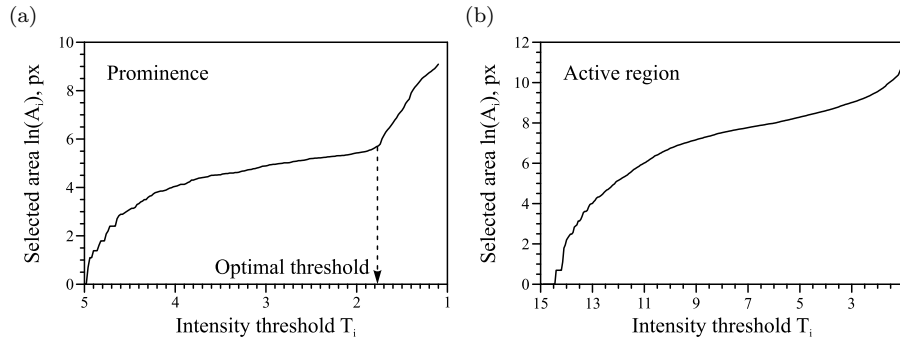 (a)
Selected area ln(A_i), px
10
8
6
4
2
0
Prominence
Optimal threshold
5 4 3 2 1
Intensity threshold T_i
(b)
Selected area ln(A_i), px
12
10
8
6
4
2
0
Active region
15 13 11 9 7 5 3
Intensity threshold T_i